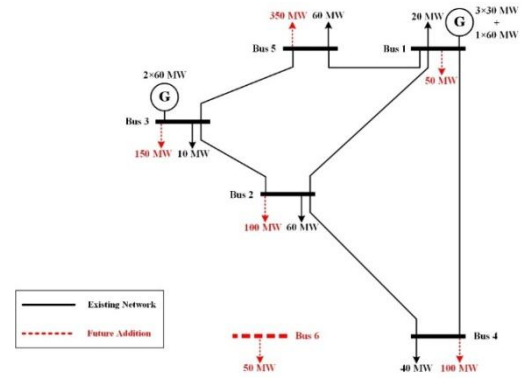 350 MW
60 MW
20 MW
G
3×30 MW
+
1×60 MW
Bus 5
Bus 1
50 MW
2×60 MW
G
Bus 3
150 MW
10 MW
Bus 2
100 MW
60 MW
Existing Network
Future Addition
Bus 6
50 MW
Bus 4
40 MW
100 MW